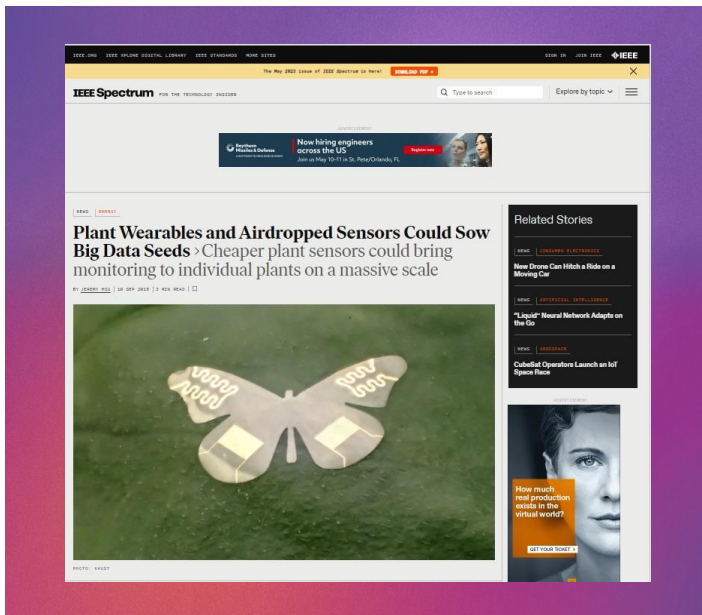 IEEE.ORG IEEE XPLORE DIGITAL LIBRARY IEEE STANDARDS MORE SITES SIGN IN JOIN IEEE IEEE
The May 2023 issue of IEEE Spectrum is here! DOWNLOAD PDF
IEEE Spectrum FOR THE TECHNOLOGY INSIDER Type to search Explore by topic
ADVERTISEMENT
Raytheon
Missiles & Defense
Now hiring engineers
across the US
Join us May 10-11 in St. Pete/Orlando, FL
Register now
NEWS ENERGY
Plant Wearables and Airdropped Sensors Could Sow
Big Data Seeds › Cheaper plant sensors could bring
monitoring to individual plants on a massive scale
BY JEREMY HSU | 10 SEP 2018 | 3 MIN READ |
PHOTO: KAUST
Related Stories
NEWS CONSUMER ELECTRONICS
New Drone Can Hitch a Ride on a
Moving Car
NEWS ARTIFICIAL INTELLIGENCE
"Liquid" Neural Network Adapts on
the Go
NEWS AEROSPACE
CubeSat Operators Launch an IoT
Space Race
ADVERTISEMENT
How much
real production
exists in the
virtual world?
GET YOUR TICKET >